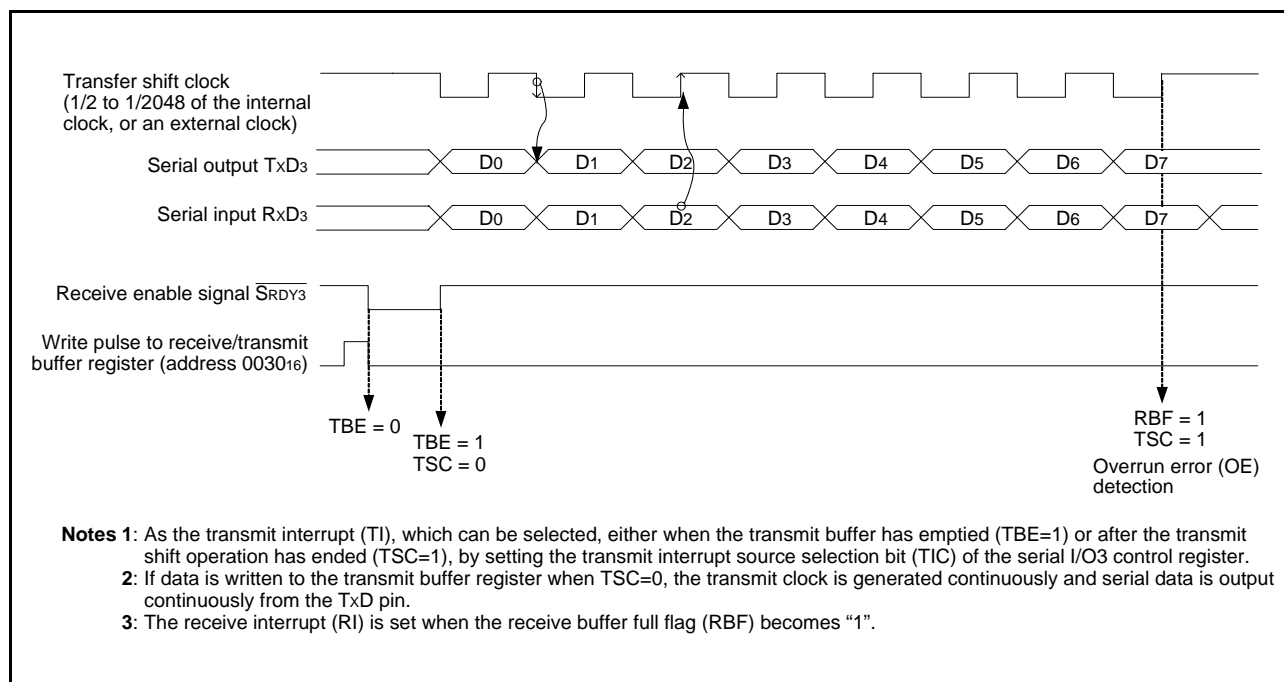 Transfer shift clock
(1/2 to 1/2048 of the internal
clock, or an external clock)
Serial output TxD3
D0 D1 D2 D3 D4 D5 D6 D7
Serial input RxD3
D0 D1 D2 D3 D4 D5 D6 D7
Receive enable signal SRDY3
Write pulse to receive/transmit
buffer register (address 003016)
TBE = 0
TBE = 1
TSC = 0
RBF = 1
TSC = 1
Overrun error (OE)
detection
Notes 1: As the transmit interrupt (TI), which can be selected, either when the transmit buffer has emptied (TBE=1) or after the transmit
shift operation has ended (TSC=1), by setting the transmit interrupt source selection bit (TIC) of the serial I/O3 control register.
2: If data is written to the transmit buffer register when TSC=0, the transmit clock is generated continuously and serial data is output
continuously from the TxD pin.
3: The receive interrupt (RI) is set when the receive buffer full flag (RBF) becomes “1”.